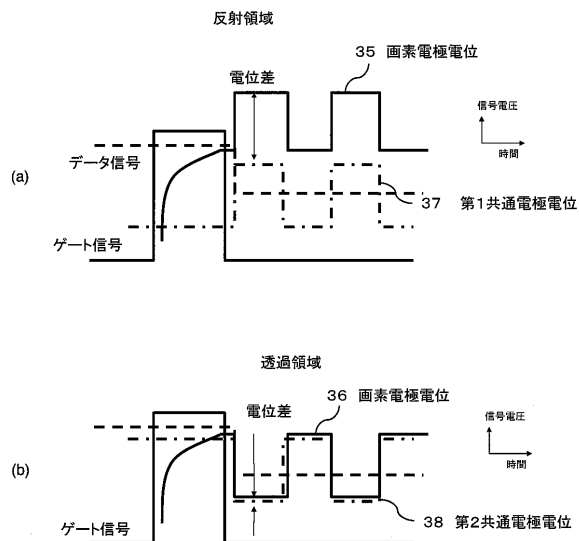 反射領域
35 画素電極電位
電位差
信号電圧
時間
データ信号
(a)
37 第1共通電極電位
ゲート信号
透過領域
36 画素電極電位
電位差
信号電圧
時間
(b)
ゲート信号
38 第2共通電極電位